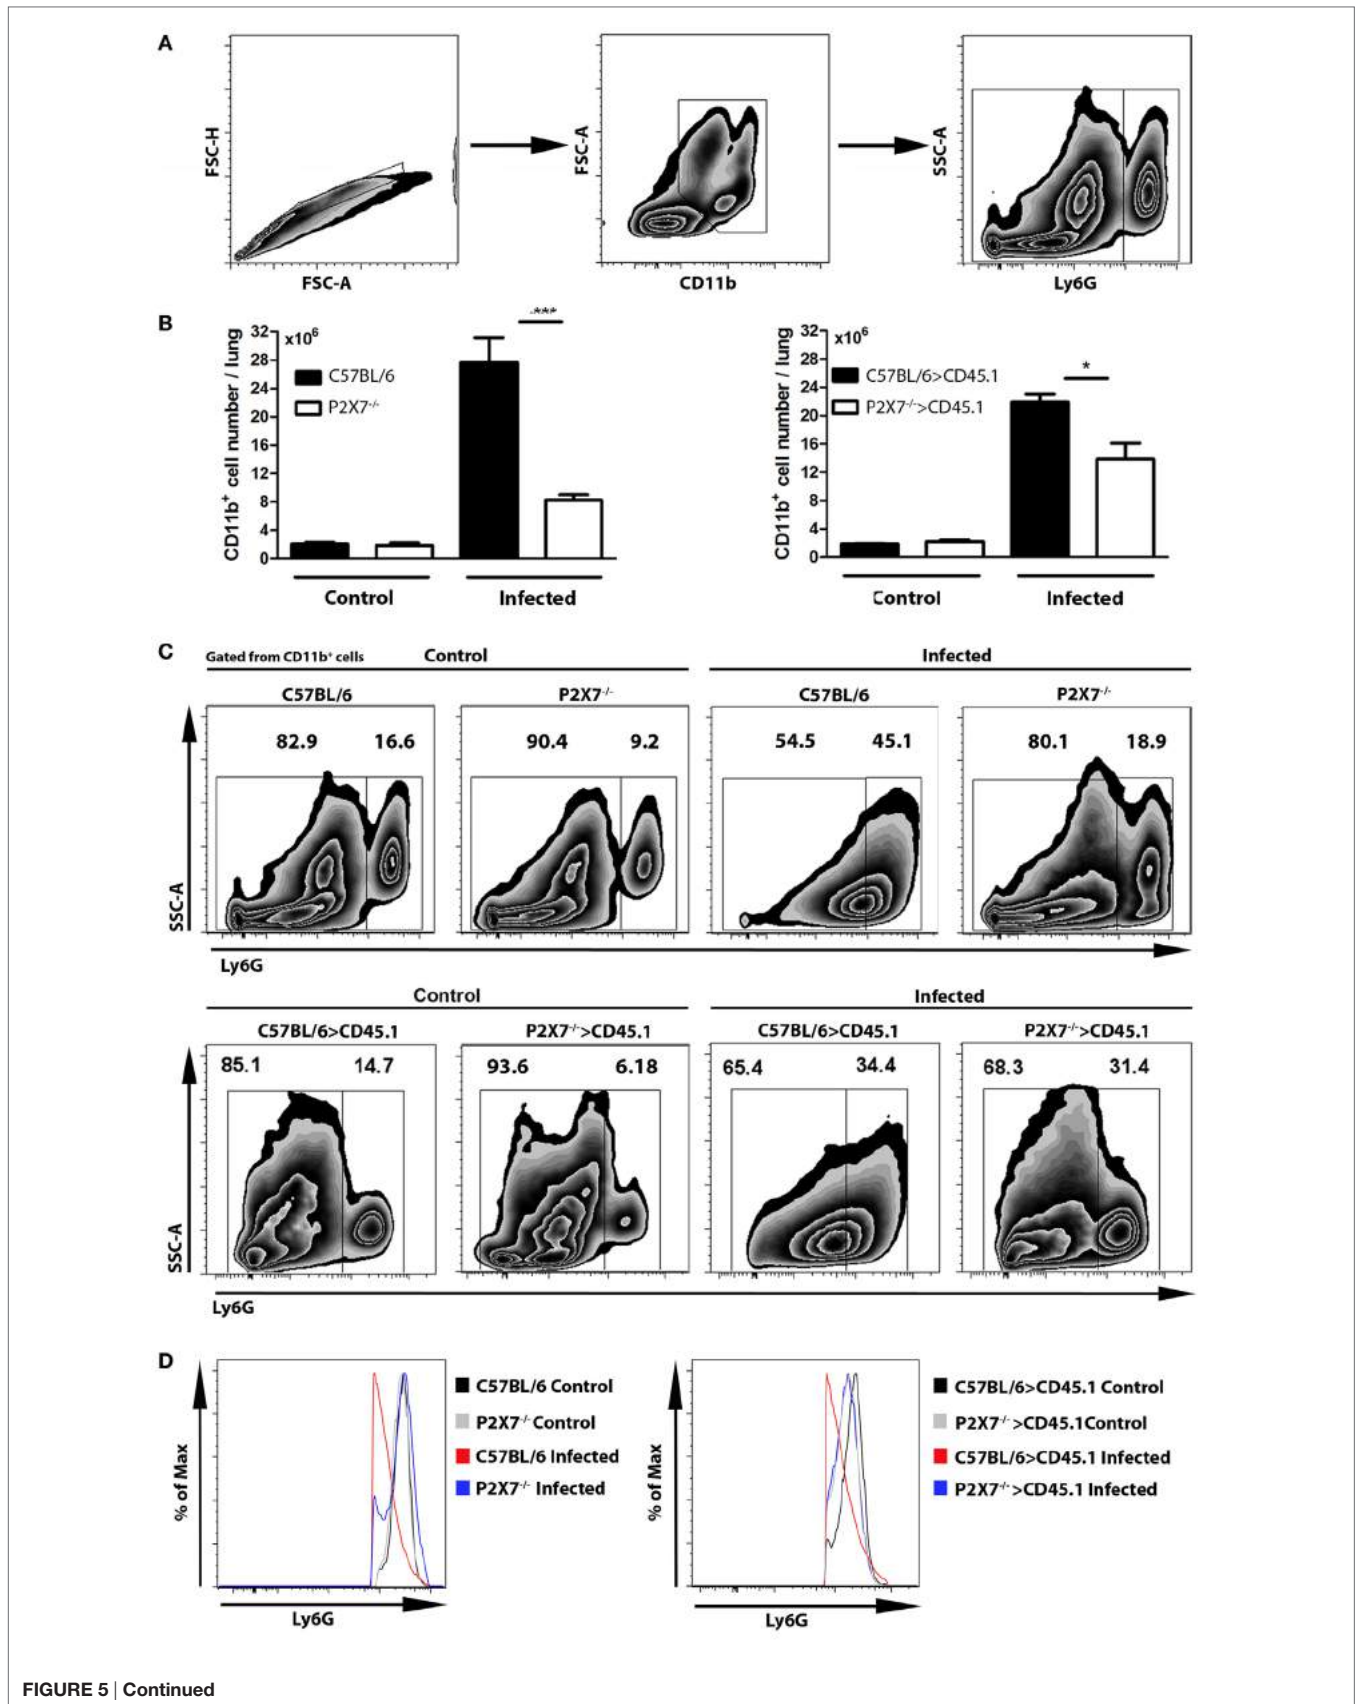 A
FSC-H
FSC-A
FSC-A
CD11b
SSC-A
Ly6G
B
CD11b⁺ cell number / lung
32
28
24
20
16
12
8
4
0
x10⁶
C57BL/6
P2X7⁻/⁻
***
Control
Infected
CD11b⁺ cell number / lung
32
28
24
20
16
12
8
4
0
x10⁶
C57BL/6>CD45.1
P2X7⁻/⁻>CD45.1
*
Control
Infected
C
Gated from CD11b⁺ cells
Control
Infected
C57BL/6
P2X7⁻/⁻
C57BL/6
P2X7⁻/⁻
82.9 16.6
90.4 9.2
54.5 45.1
80.1 18.9
SSC-A
Ly6G
Control
Infected
C57BL/6>CD45.1
P2X7⁻/⁻>CD45.1
C57BL/6>CD45.1
P2X7⁻/⁻>CD45.1
85.1 14.7
93.6 6.18
65.4 34.4
68.3 31.4
SSC-A
Ly6G
D
% of Max
Ly6G
C57BL/6 Control
P2X7⁻/⁻ Control
C57BL/6 Infected
P2X7⁻/⁻ Infected
% of Max
Ly6G
C57BL/6>CD45.1 Control
P2X7⁻/⁻>CD45.1Control
C57BL/6>CD45.1 Infected
P2X7⁻/⁻>CD45.1 Infected
FIGURE 5 | Continued